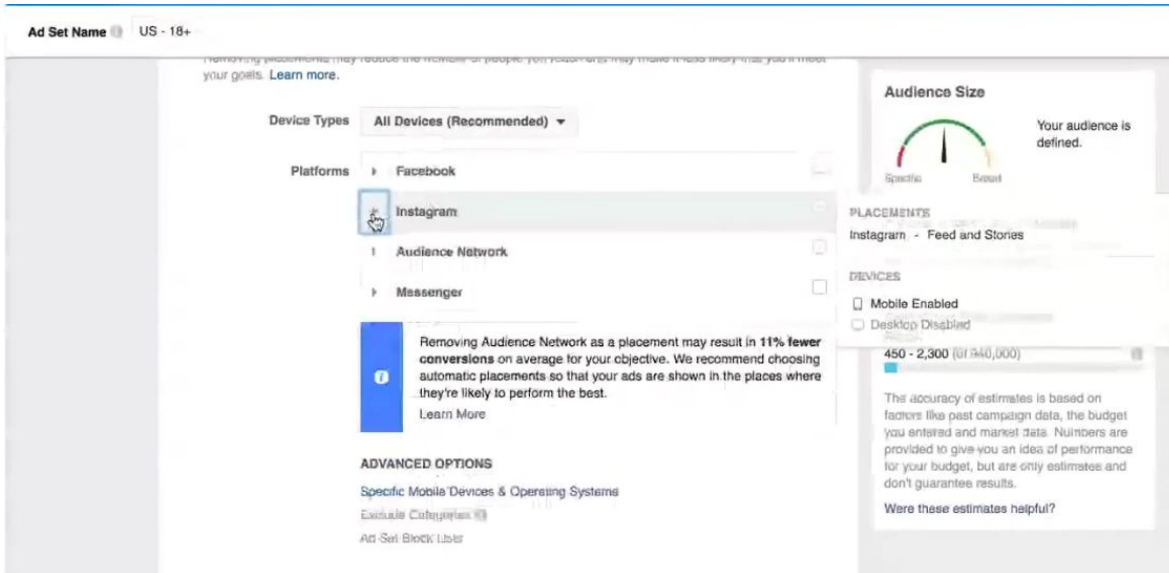 Ad Set Name US - 18+
your goals. Learn more.
Device Types All Devices (Recommended)
Platforms
Facebook
Instagram
Audience Network
Messenger
Removing Audience Network as a placement may result in 11% fewer
conversions on average for your objective. We recommend choosing
automatic placements so that your ads are shown in the places where
they're likely to perform the best.
Learn More
ADVANCED OPTIONS
Specific Mobile Devices & Operating Systems
Exclude Categories
Ad Set Block Lists
Audience Size
Your audience is
defined.
Specific Broad
PLACEMENTS
Instagram - Feed and Stories
DEVICES
Mobile Enabled
Desktop Disabled
450 - 2,300 (of 940,000)
The accuracy of estimates is based on
factors like past campaign data, the budget
you entered and market data. Numbers are
provided to give you an idea of performance
for your budget, but are only estimates and
don't guarantee results.
Were these estimates helpful?